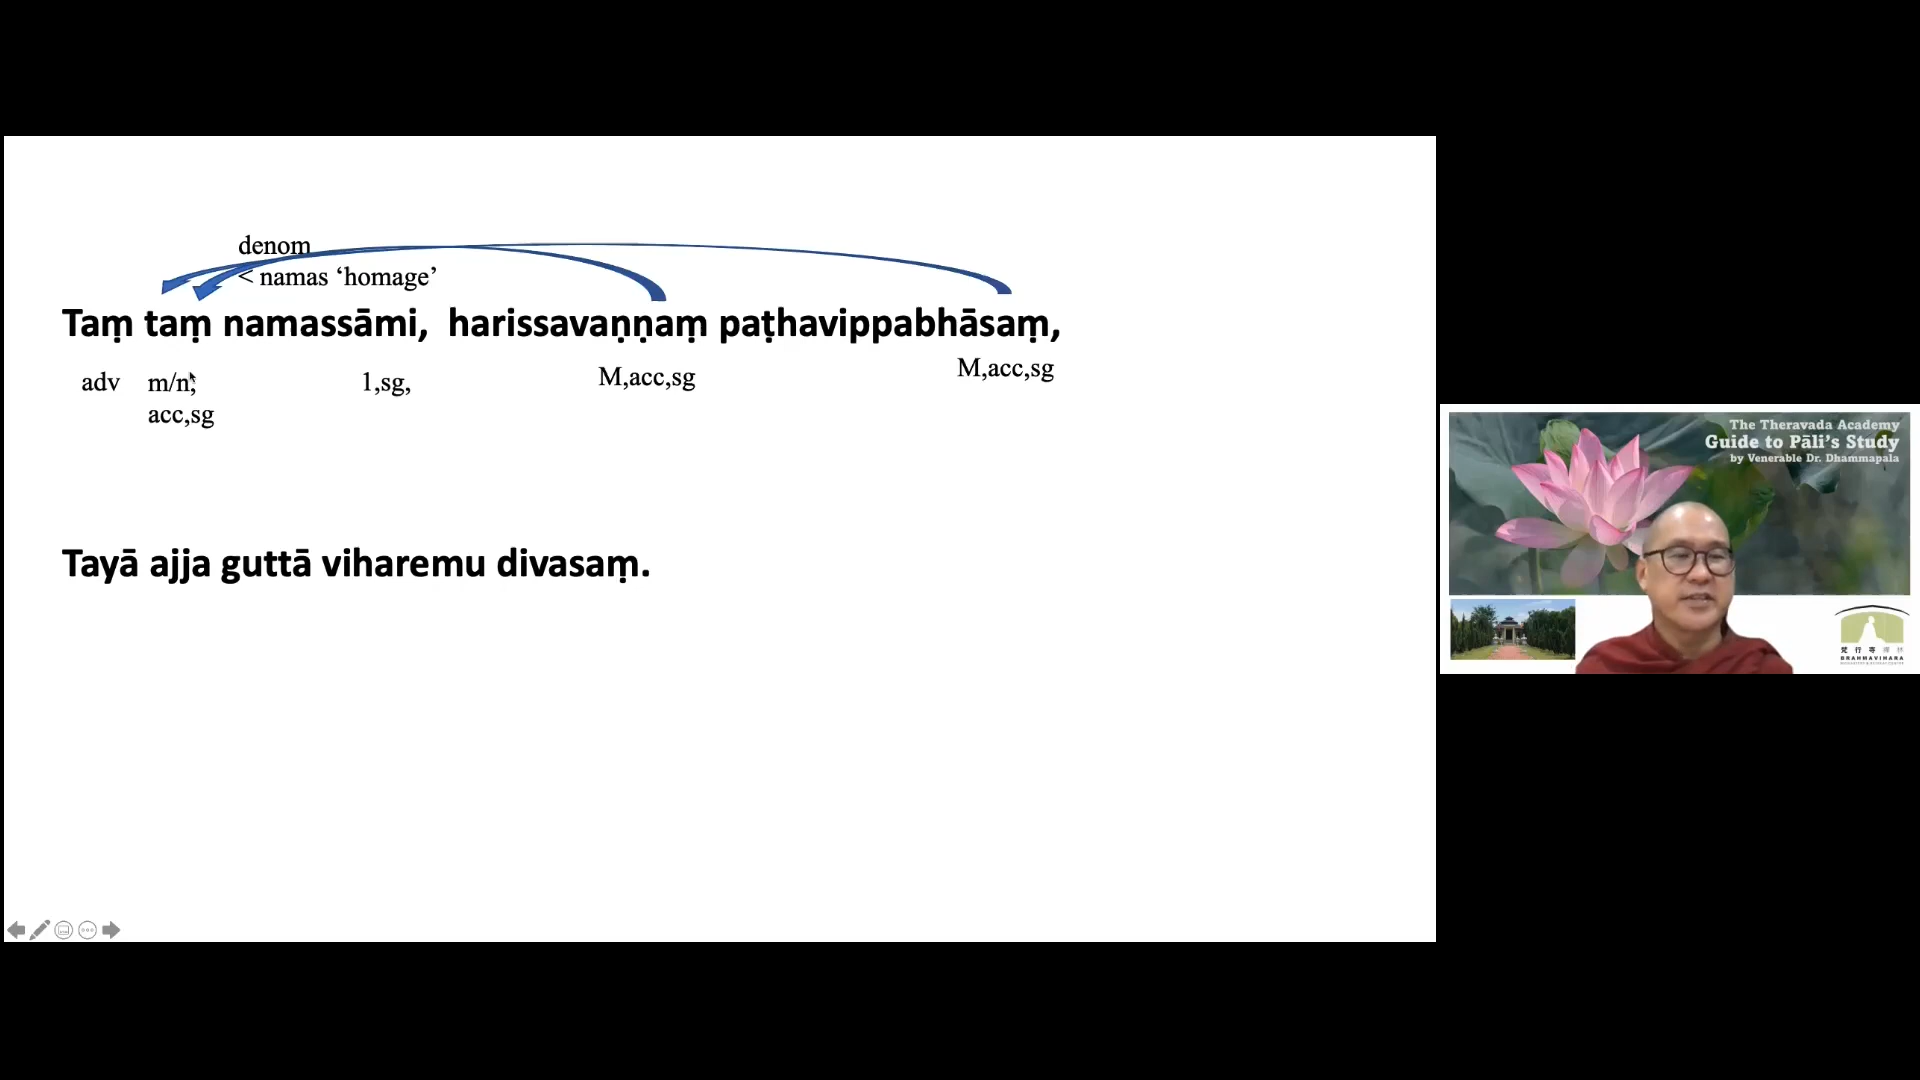 denom
< namas ‘homage’
Taṃ taṃ namassāmi,  harissavaṇṇaṃ paṭhavippabhāsaṃ,
adv m/n, 1,sg, M,acc,sg M,acc,sg
acc,sg
Tayā ajja guttā viharemu divasaṃ.
The Theravada Academy
Guide to Pāli’s Study
by Venerable Dr. Dhammapala
BRAHMAVIHARA